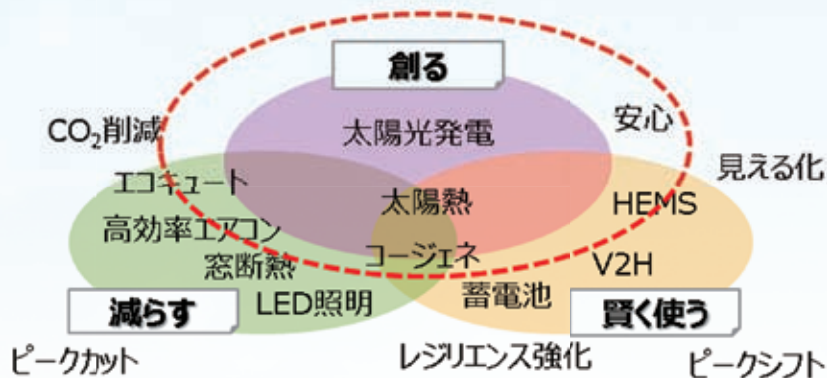 創る
太陽光発電
安心
CO₂削減
見える化
エコキュート
太陽熱
HEMS
高効率エアコン
コージェネ
窓断熱
V2H
LED照明
蓄電池
減らす
賢く使う
ピークカット
レジリエンス強化
ピークシフト